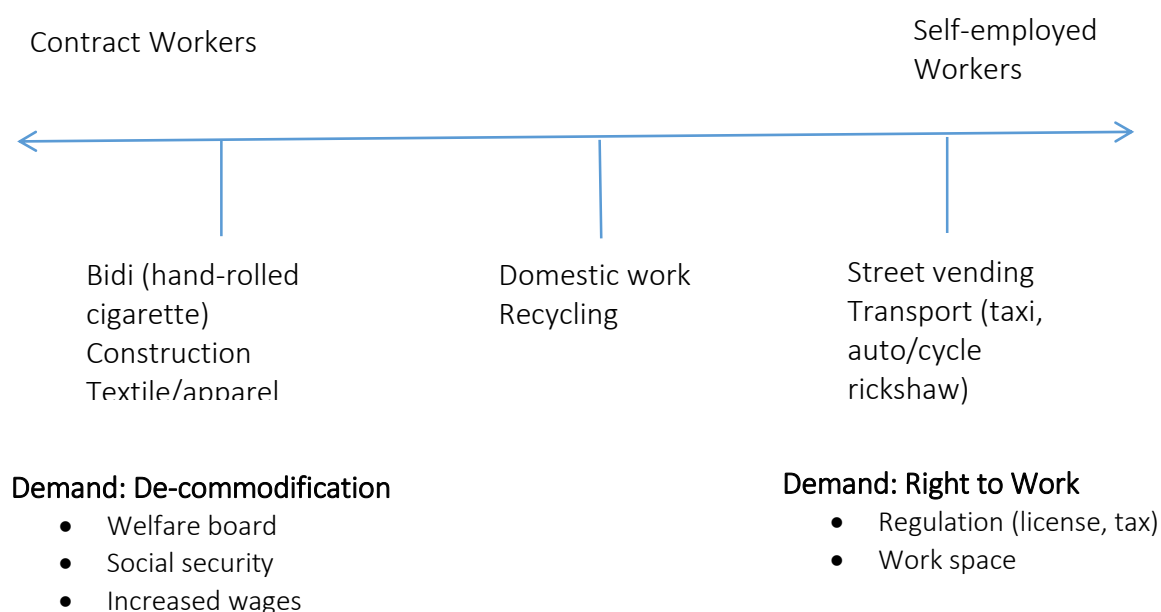 Contract Workers
Self-employed
Workers
Bidi (hand-rolled
cigarette)
Construction
Textile/apparel
Domestic work
Recycling
Street vending
Transport (taxi,
auto/cycle
rickshaw)
Demand: De-commodification
• Welfare board
• Social security
• Increased wages
Demand: Right to Work
• Regulation (license, tax)
• Work space